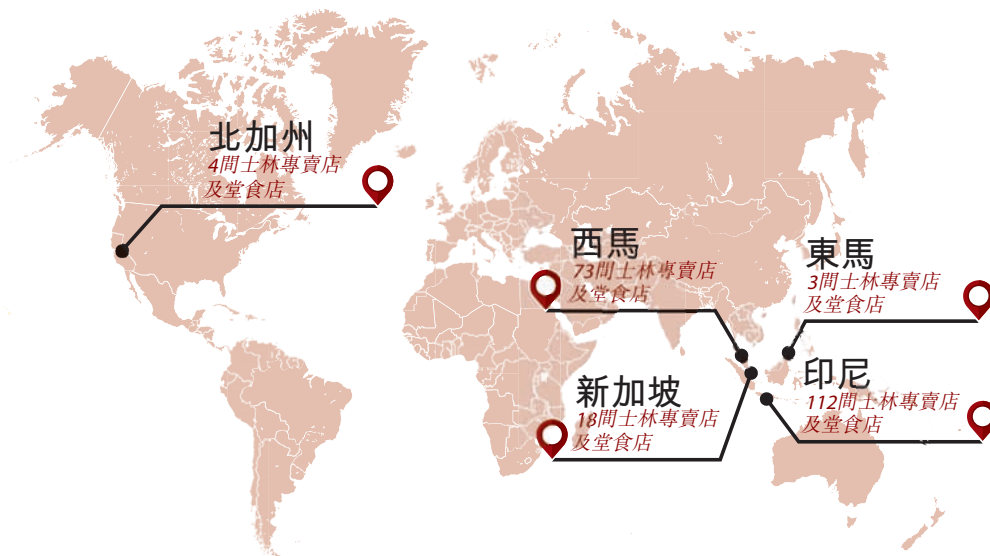 北加州
4間士林專賣店
及堂食店
西馬
73間士林專賣店
及堂食店
東馬
3間士林專賣店
及堂食店
新加坡
18間士林專賣店
及堂食店
印尼
112間士林專賣店
及堂食店